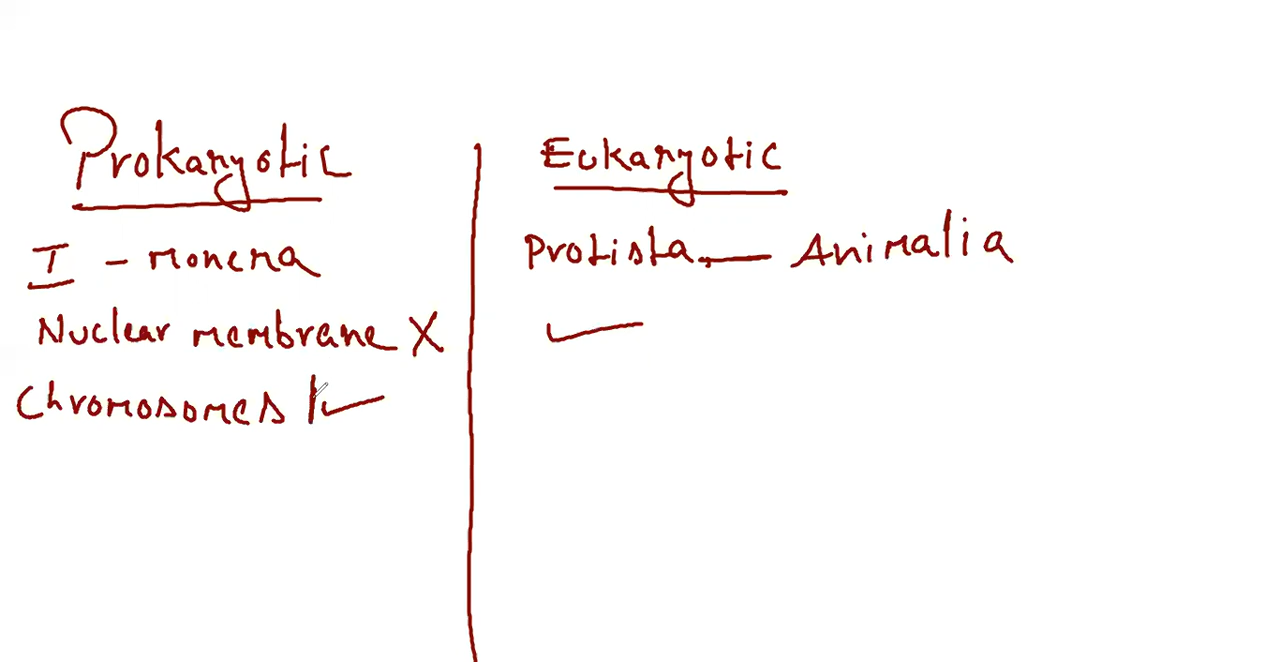 Prokaryotic
I - monera
Nuclear membrane X
Chromosomes ✓
Eukaryotic
Protista — Animalia
✓